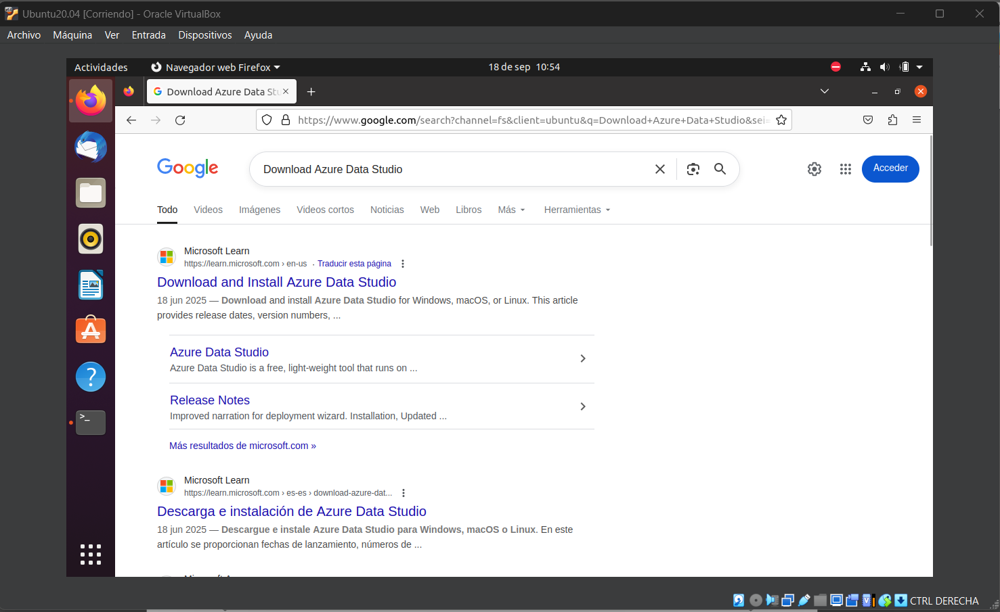 Ubuntu20.04 [Corriendo] - Oracle VirtualBox
Archivo Máquina Ver Entrada Dispositivos Ayuda
Actividades Navegador web Firefox 18 de sep 10:54
Download Azure Data Stu
https://www.google.com/search?channel=fs&client=ubuntu&q=Download+Azure+Data+Studio&sei=
Google Download Azure Data Studio Acceder
Todo Videos Imágenes Videos cortos Noticias Web Libros Más Herramientas
Microsoft Learn
https://learn.microsoft.com › en-us · Traducir esta página
Download and Install Azure Data Studio
18 jun 2025 — Download and install Azure Data Studio for Windows, macOS, or Linux. This article
provides release dates, version numbers, ...
Azure Data Studio
Azure Data Studio is a free, light-weight tool that runs on ...
Release Notes
Improved narration for deployment wizard. Installation, Updated ...
Más resultados de microsoft.com »
Microsoft Learn
https://learn.microsoft.com › es-es › download-azure-dat...
Descarga e instalación de Azure Data Studio
18 jun 2025 — Descargue e instale Azure Data Studio para Windows, macOS o Linux. En este
artículo se proporcionan fechas de lanzamiento, números de ...
CTRL DERECHA